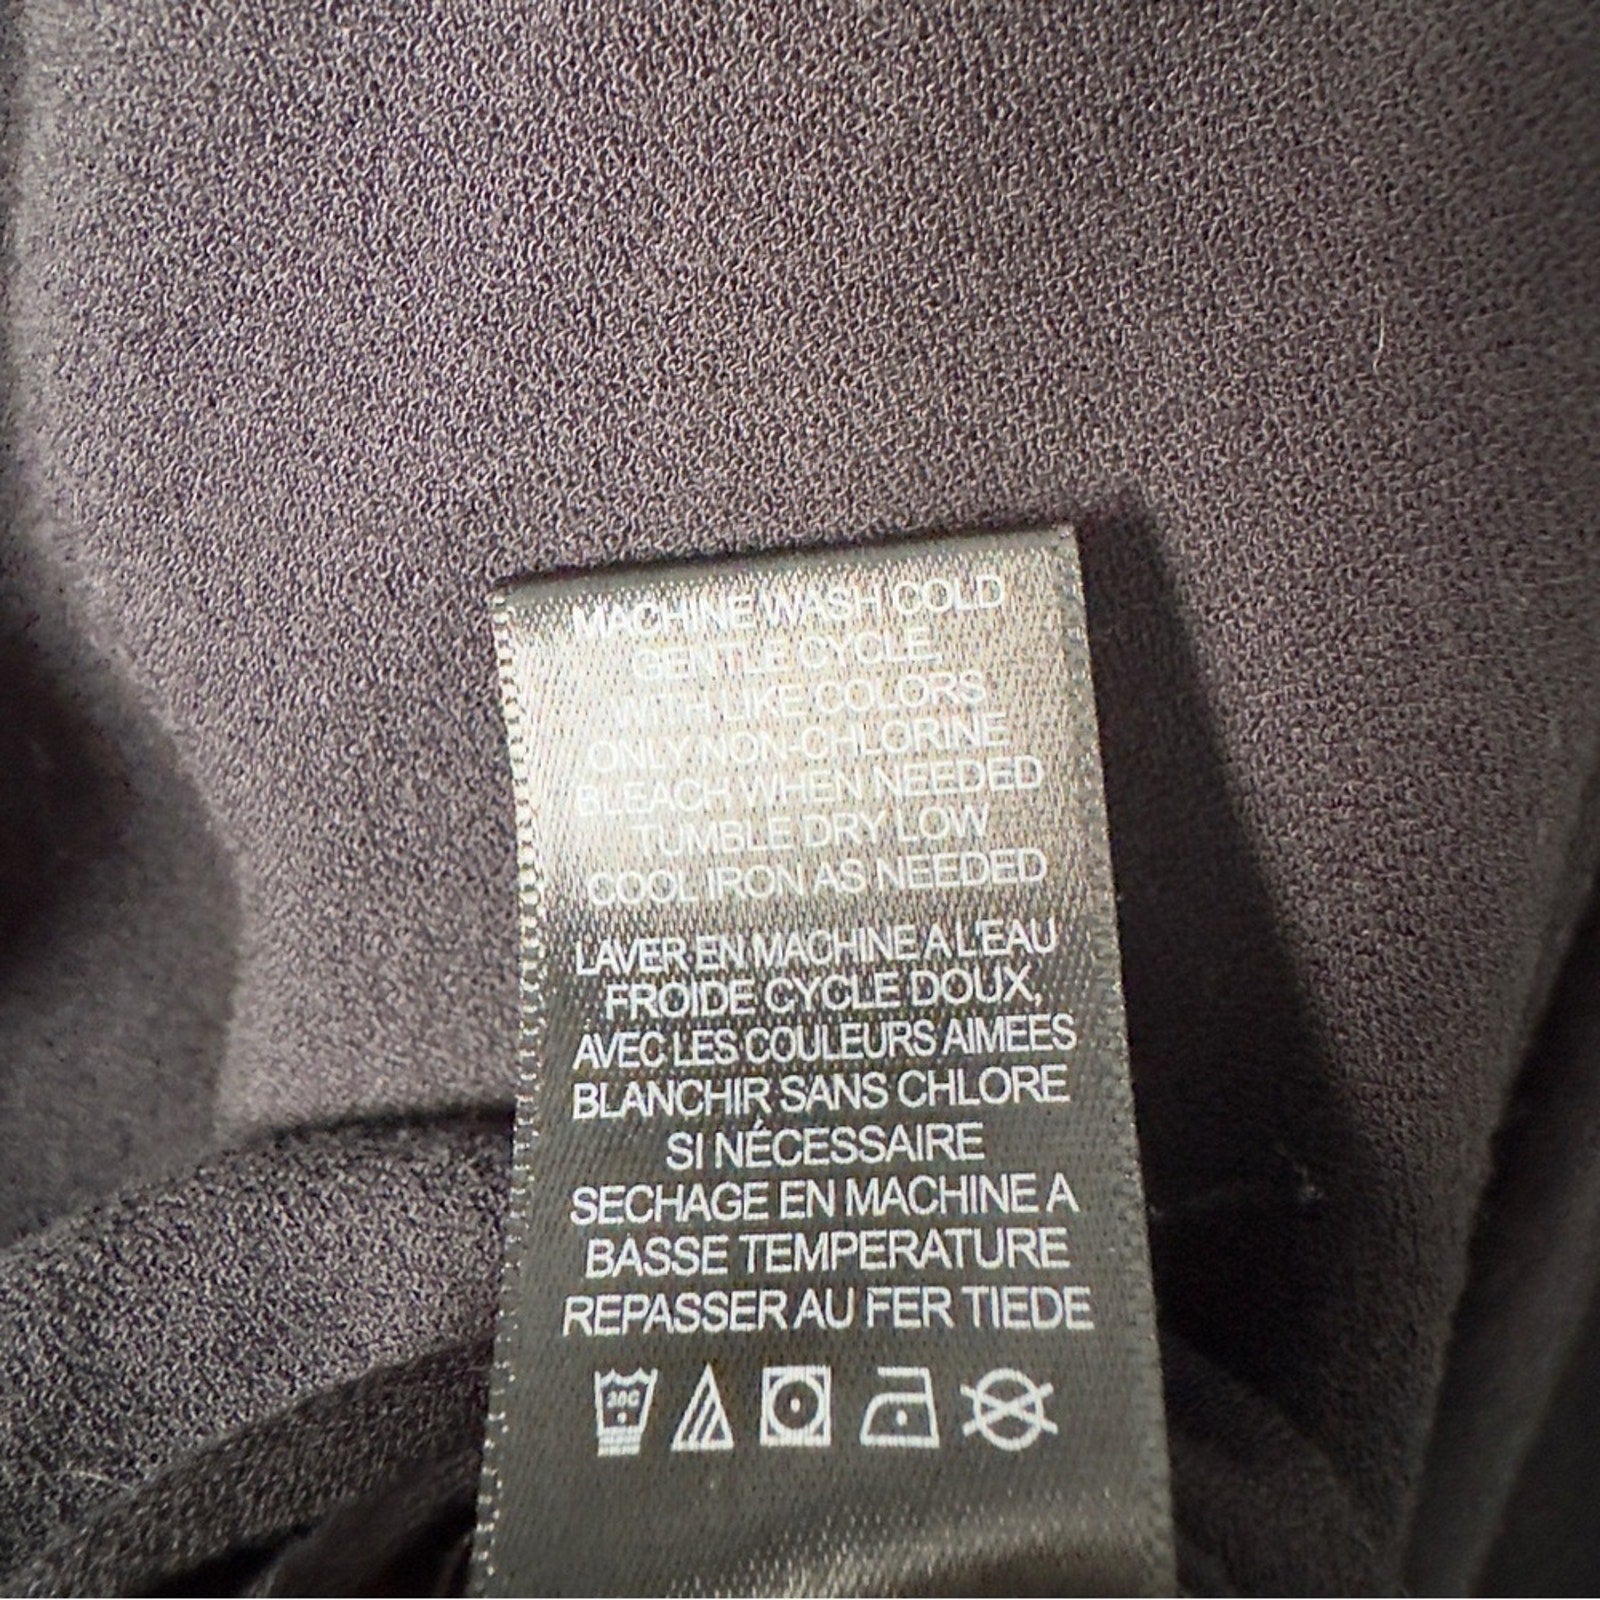 MACHINE WASH COLD
GENTLE CYCLE,
WITH LIKE COLORS
ONLY NON-CHLORINE
BLEACH WHEN NEEDED
TUMBLE DRY LOW
COOL IRON AS NEEDED
LAVER EN MACHINE A L'EAU
FROIDE CYCLE DOUX,
AVEC LES COULEURS AIMEES
BLANCHIR SANS CHLORE
SI NÉCESSAIRE
SECHAGE EN MACHINE A
BASSE TEMPERATURE
REPASSER AU FER TIEDE
30C